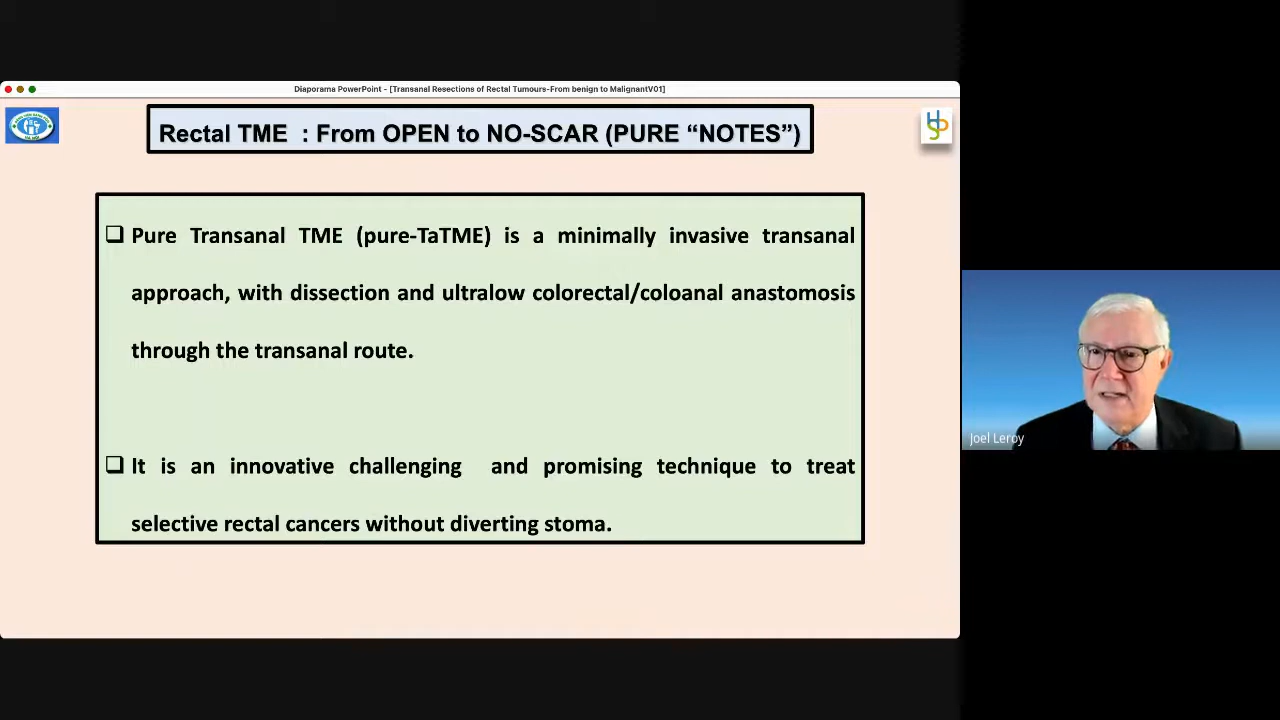 Diaporama PowerPoint - [Transanal Resections of Rectal Tumours-From benign to MalignantV01]
Rectal TME : From OPEN to NO-SCAR (PURE “NOTES”)
Pure Transanal TME (pure-TaTME) is a minimally invasive transanal
approach, with dissection and ultralow colorectal/coloanal anastomosis
through the transanal route.
It is an innovative challenging and promising technique to treat
selective rectal cancers without diverting stoma.
Joel Leroy